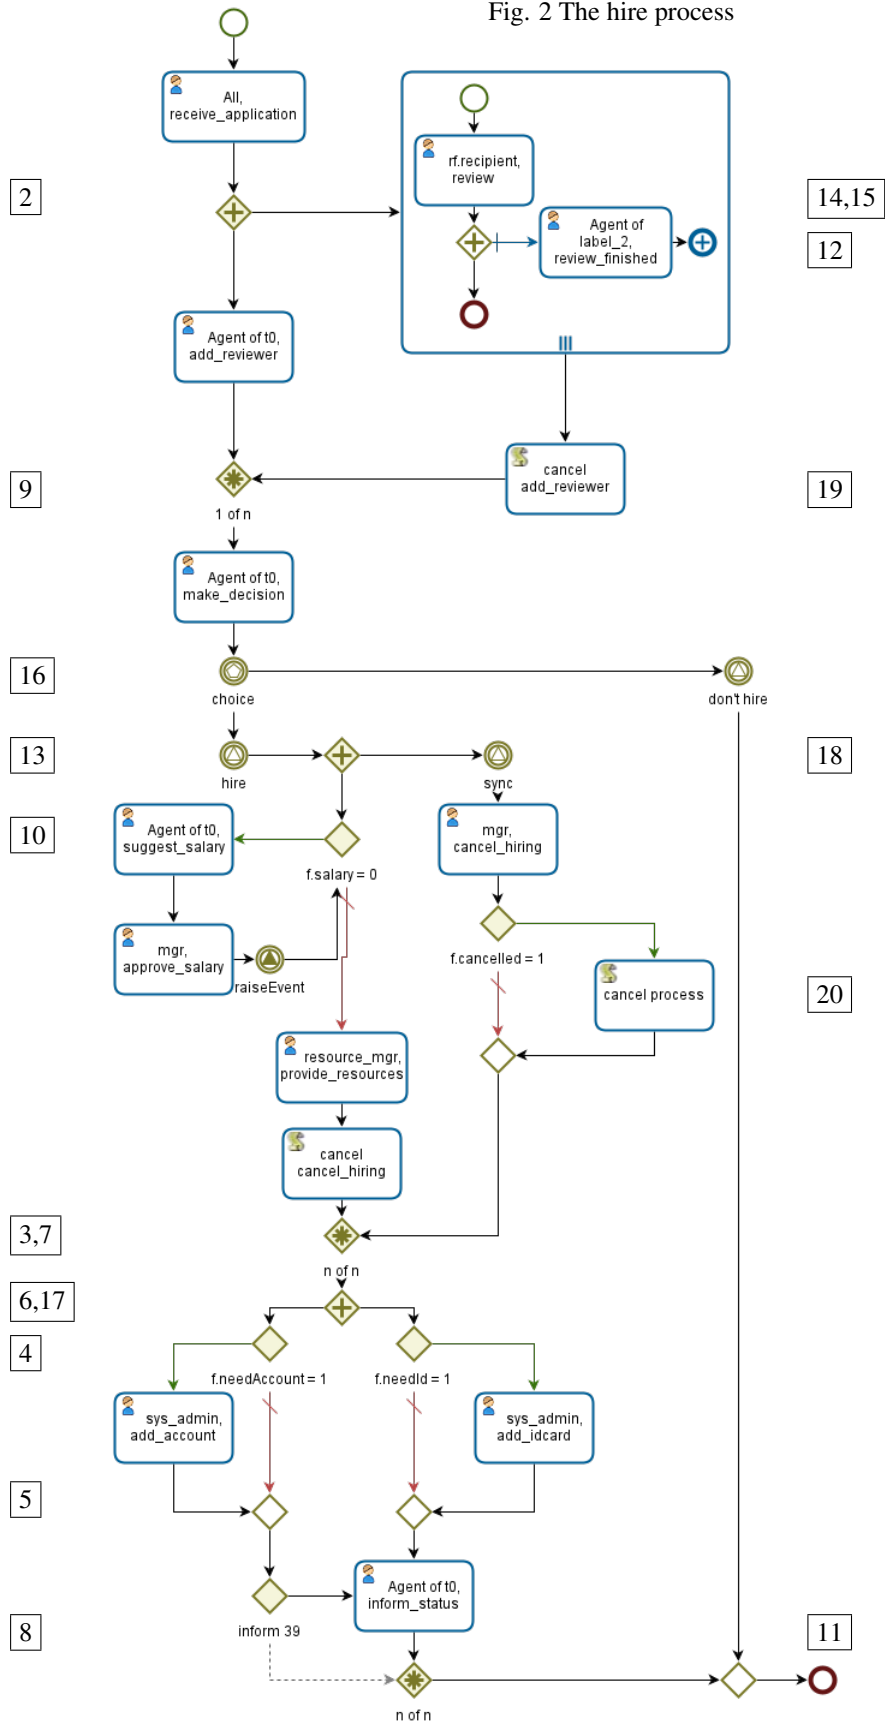 Fig. 2 The hire process
All,
receive_application
rf.recipient,
review
2
14,15
Agent of
label_2,
review_finished
12
Agent of t0,
add_reviewer
9
cancel
add_reviewer
19
1 of n
Agent of t0,
make_decision
16
choice
don't hire
13
hire
sync
18
10
Agent of t0,
suggest_salary
mgr,
cancel_hiring
f.salary = 0
mgr,
approve_salary
raiseEvent
f.cancelled = 1
cancel process
20
resource_mgr,
provide_resources
cancel
cancel_hiring
3,7
n of n
6,17
4
f.needAccount = 1
f.needId = 1
sys_admin,
add_account
sys_admin,
add_idcard
5
Agent of t0,
inform_status
8
inform 39
11
n of n